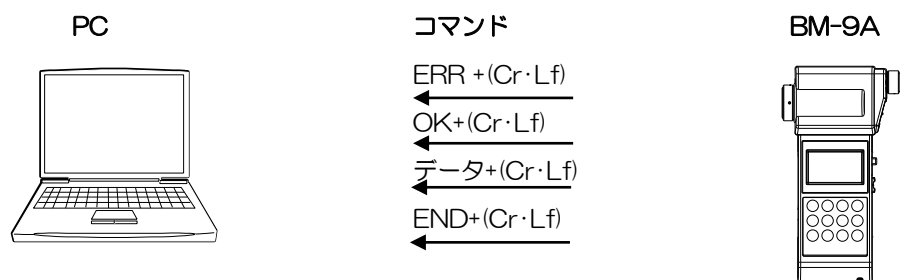 PC コマンド BM-9A
ERR +(Cr·Lf)
OK+(Cr·Lf)
データ+(Cr·Lf)
END+(Cr·Lf)